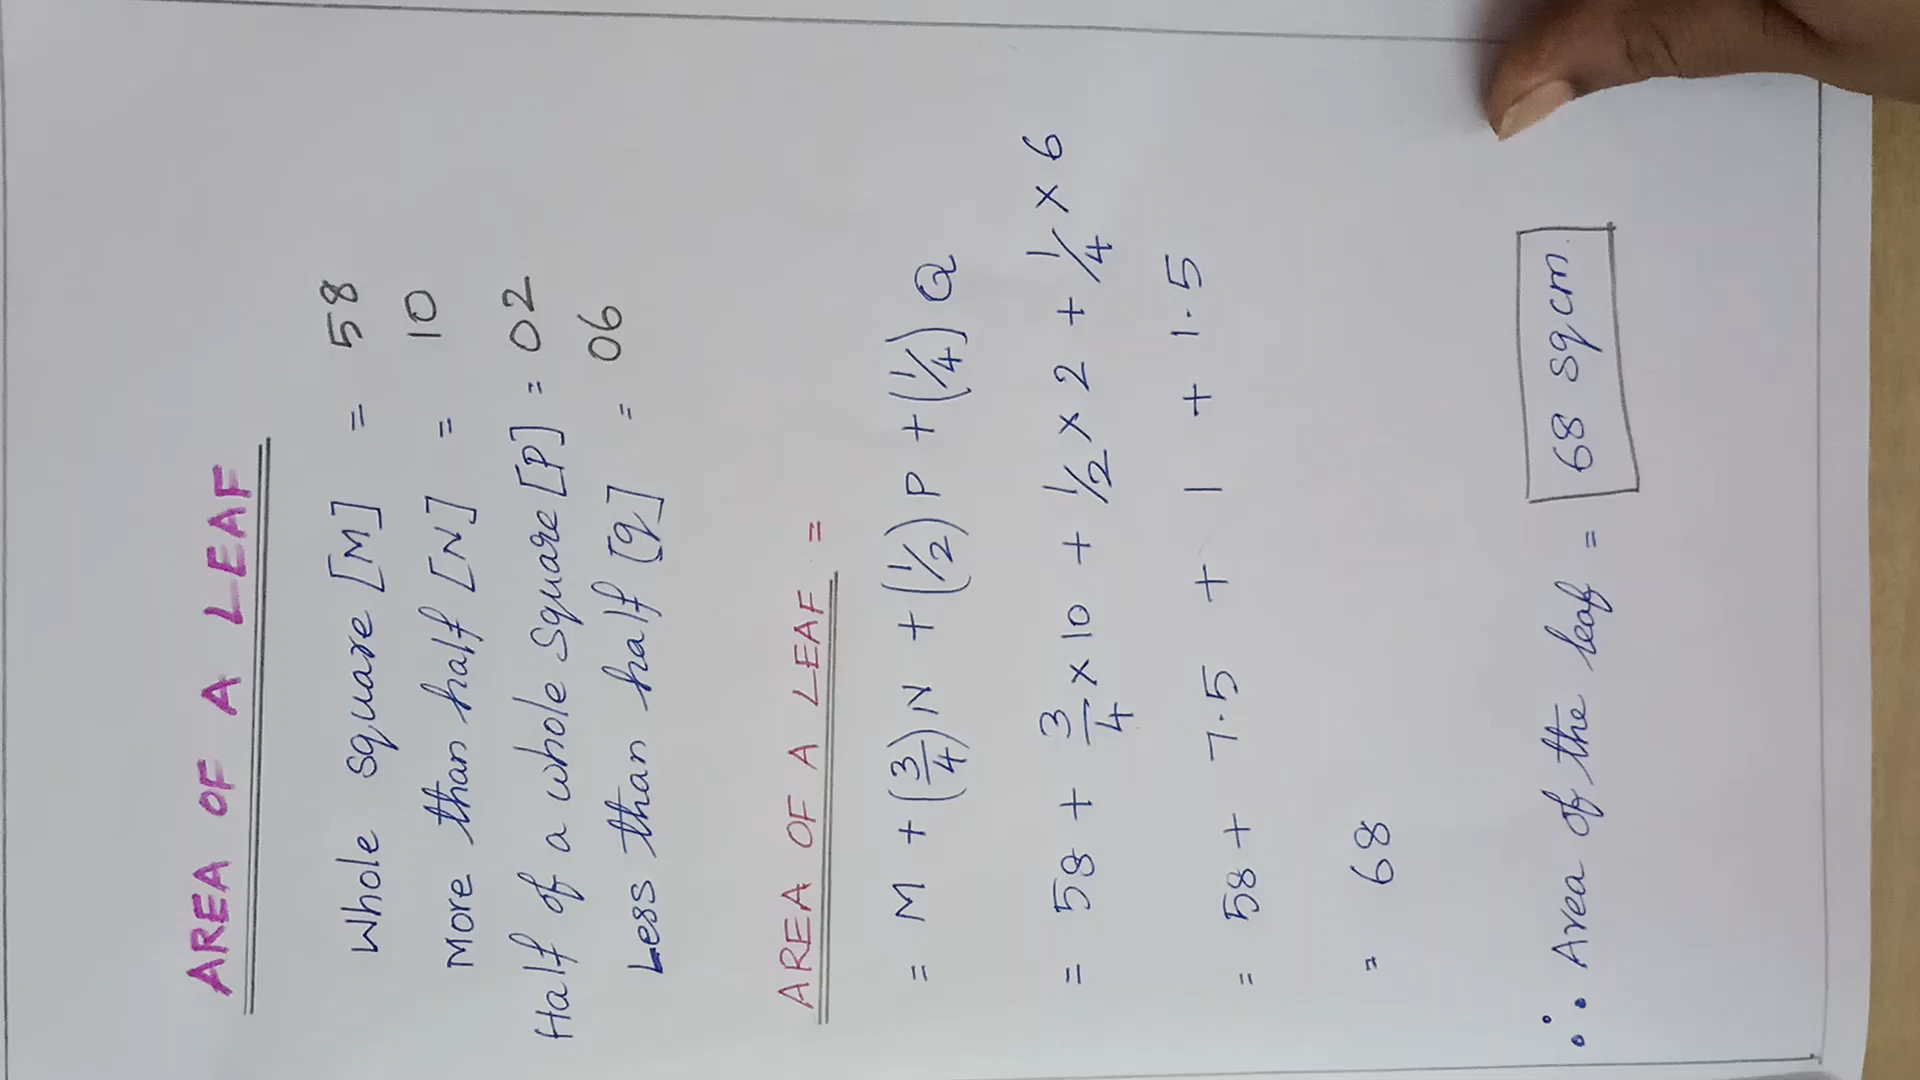 AREA OF A LEAF
Whole square [M] = 58
More than half [N] = 10
Half of a whole square [P] = 02
Less than half [q] = 06
AREA OF A LEAF =
= M + (3/4)N + (1/2)P + (1/4)Q
= 58 + 3/4 × 10 + 1/2 × 2 + 1/4 × 6
= 58 + 7.5 + 1 + 1.5
= 68
∴ Area of the leaf = 68 sq cm.